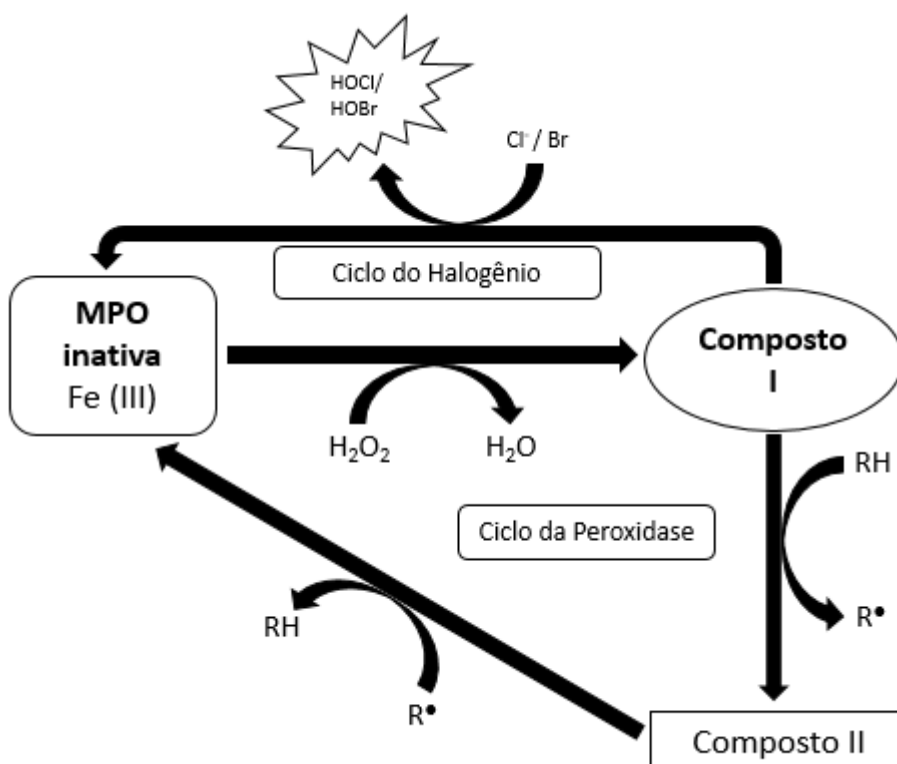 HOCl/
HOBr
Cl⁻ / Br
Ciclo do Halogênio
MPO
inativa
Fe (III)
Composto
I
H₂O₂
H₂O
RH
Ciclo da Peroxidase
RH
R•
R•
Composto II